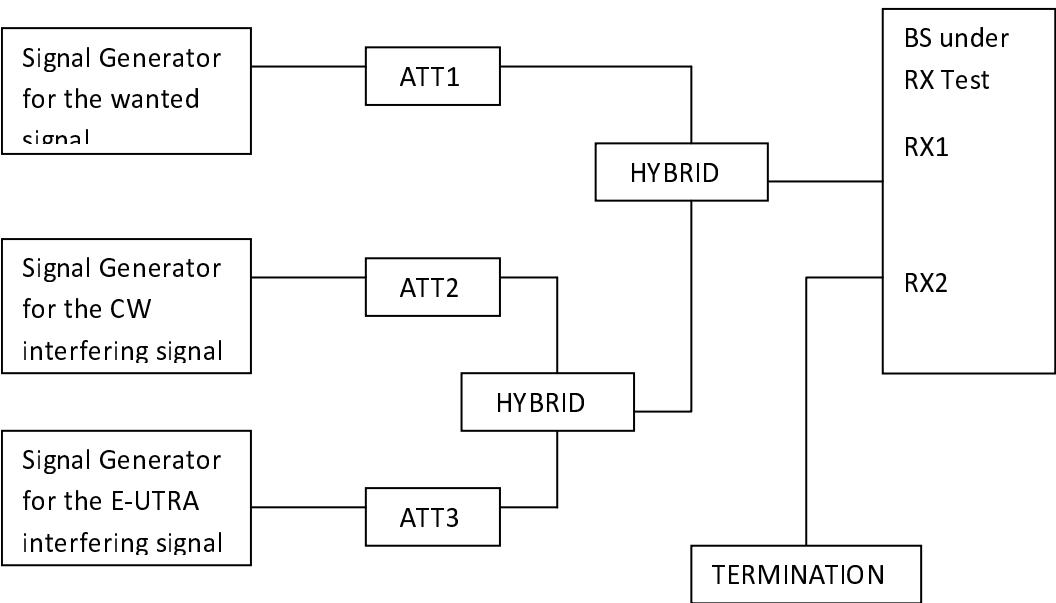 Signal Generator
for the wanted
signal
ATT1
HYBRID
BS under
RX Test
RX1
RX2
Signal Generator
for the CW
interfering signal
ATT2
HYBRID
Signal Generator
for the E-UTRA
interfering signal
ATT3
TERMINATION